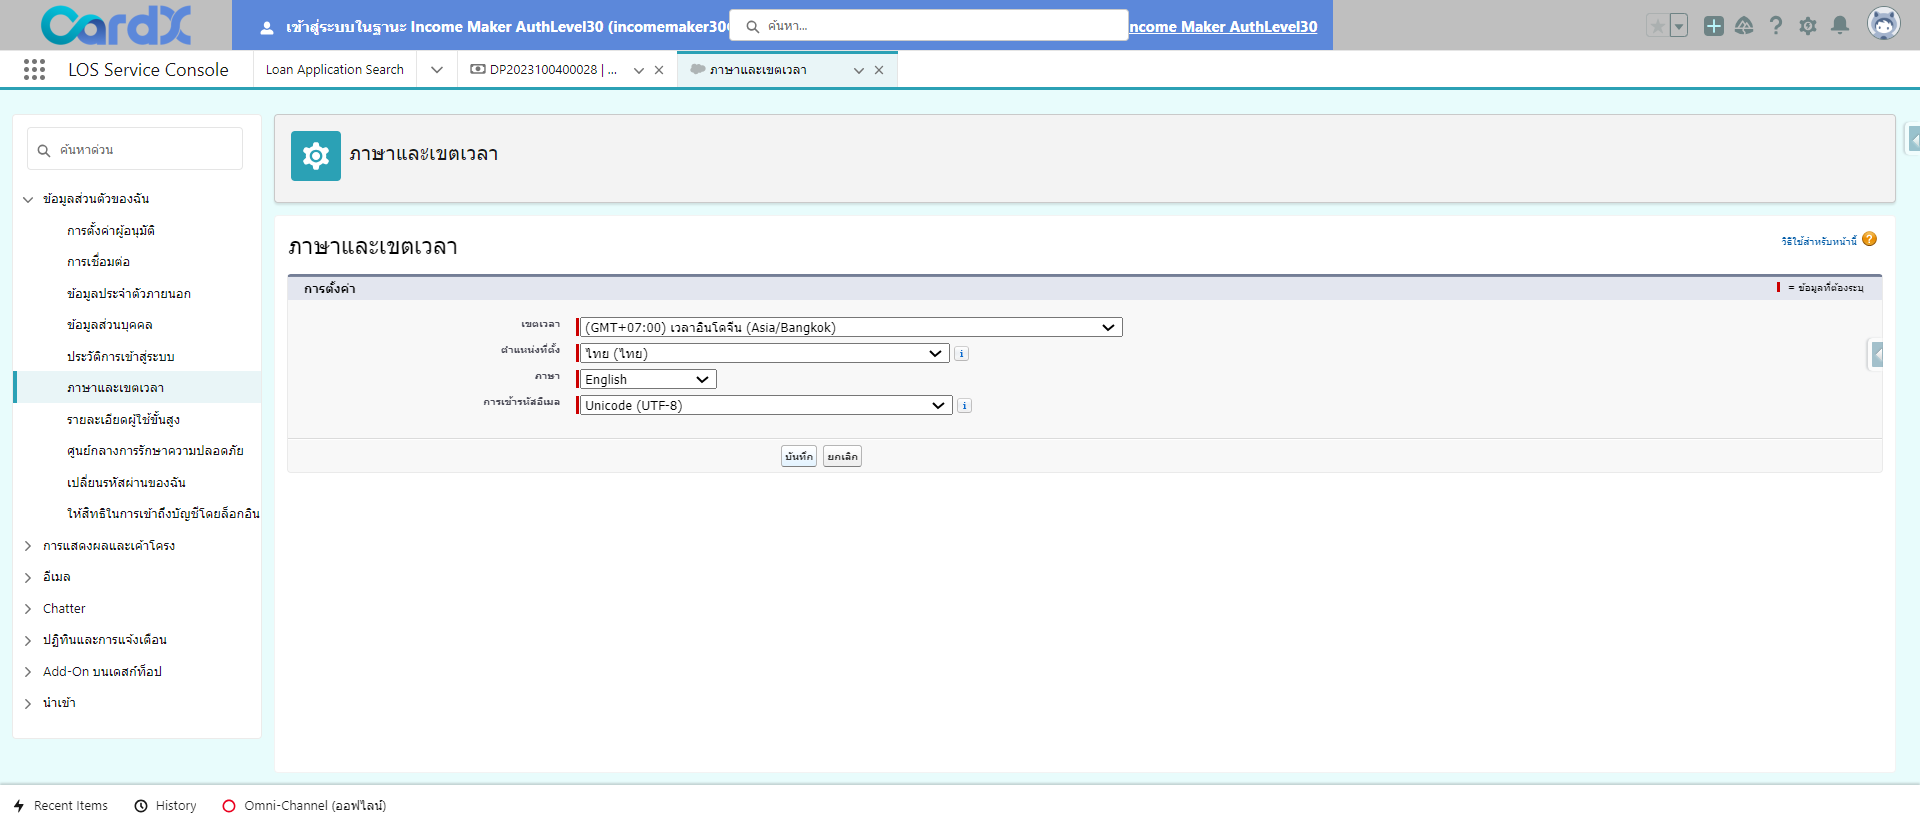 CardX
เข้าสู่ระบบในฐานะ Income Maker AuthLevel30 (incomemaker30
ค้นหา...
ncome Maker AuthLevel30
LOS Service Console
Loan Application Search
DP2023100400028 | ...
ภาษาและเขตเวลา
ค้นหาด่วน
ข้อมูลส่วนตัวของฉัน
การตั้งค่าผู้อนุมัติ
การเชื่อมต่อ
ข้อมูลประจำตัวภายนอก
ข้อมูลส่วนบุคคล
ประวัติการเข้าสู่ระบบ
ภาษาและเขตเวลา
รายละเอียดผู้ใช้ขั้นสูง
ศูนย์กลางการรักษาความปลอดภัย
เปลี่ยนรหัสผ่านของฉัน
ให้สิทธิในการเข้าถึงบัญชีโดยล็อกอิน
การแสดงผลและเค้าโครง
อีเมล
Chatter
ปฏิทินและการแจ้งเตือน
Add-On บนเดสก์ท็อป
นำเข้า
ภาษาและเขตเวลา
ภาษาและเขตเวลา
วิธีใช้สำหรับหน้านี้
การตั้งค่า
= ข้อมูลที่ต้องระบุ
เขตเวลา
(GMT+07:00) เวลาอินโดจีน (Asia/Bangkok)
ตำแหน่งที่ตั้ง
ไทย (ไทย)
ภาษา
English
การเข้ารหัสอีเมล
Unicode (UTF-8)
บันทึก
ยกเลิก
Recent Items
History
Omni-Channel (ออฟไลน์)